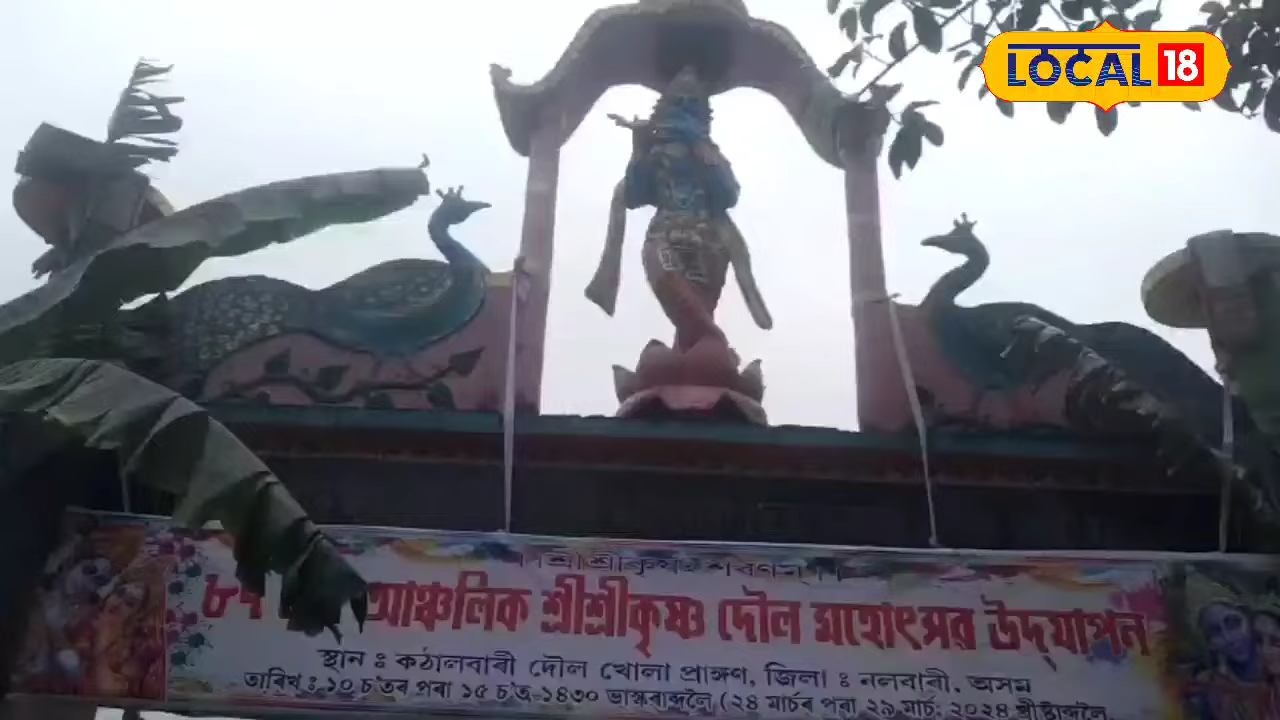 LOCAL 18
।। শ্ৰীশ্ৰীকৃষ্ণঃ শৰণম্ ।।
আঞ্চলিক শ্ৰীশ্ৰীকৃষ্ণ দৌল মহোৎসৱ উদ্‌যাপন
স্থান ঃ কঠালবাৰী দৌল খোলা প্ৰাঙ্গণ, জিলা ঃ নলবাৰী, অসম
তাৰিখ ঃ ১০ চ'তৰ পৰা ১৫ চ'ত-১৪৩০ ভাস্কৰাব্দলৈ (২৪ মাৰ্চৰ পৰা ২৯ মাৰ্চ: ২০২৪ খ্ৰীষ্টাব্দলৈ